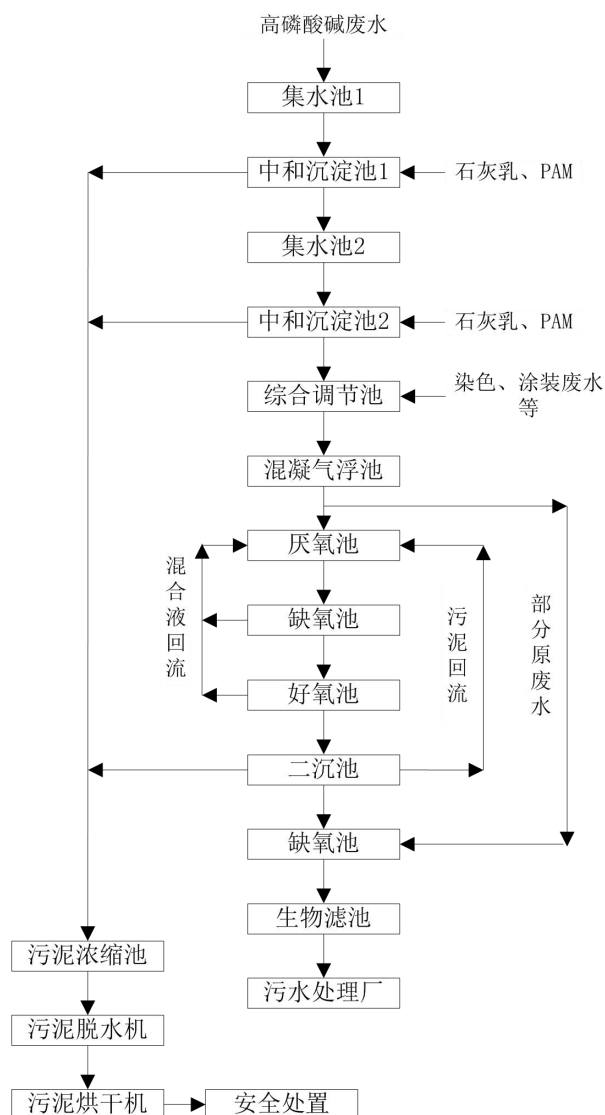 高磷酸碱废水
集水池1
中和沉淀池1
石灰乳、PAM
集水池2
中和沉淀池2
石灰乳、PAM
综合调节池
染色、涂装废水
等
混凝气浮池
厌氧池
混合液回流
缺氧池
污泥回流
部分原废水
好氧池
二沉池
缺氧池
生物滤池
污泥浓缩池
污水处理厂
污泥脱水机
污泥烘干机
安全处置